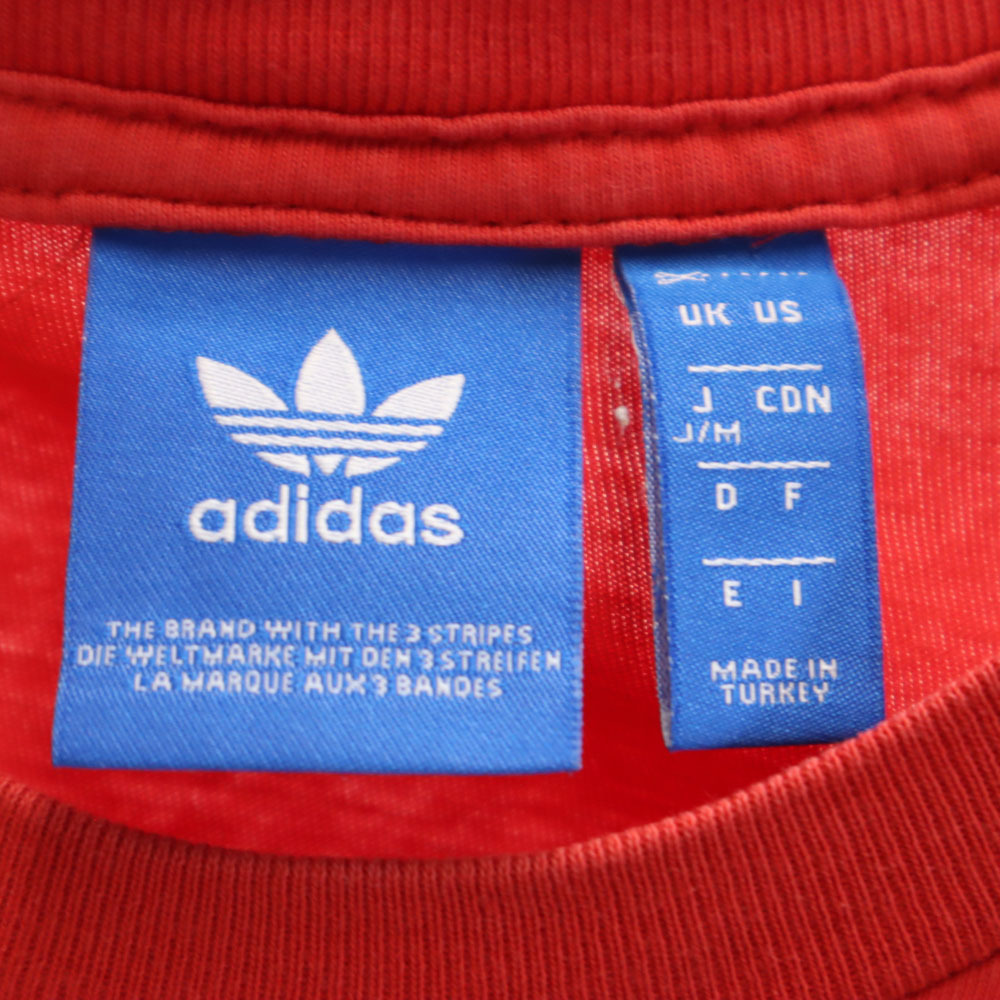 adidas
THE BRAND WITH THE 3 STRIPES
DIE WELTMARKE MIT DEN 3 STREIFEN
LA MARQUE AUX 3 BANDES
UK US
J CDN
J/M
D F
E I
MADE IN
TURKEY